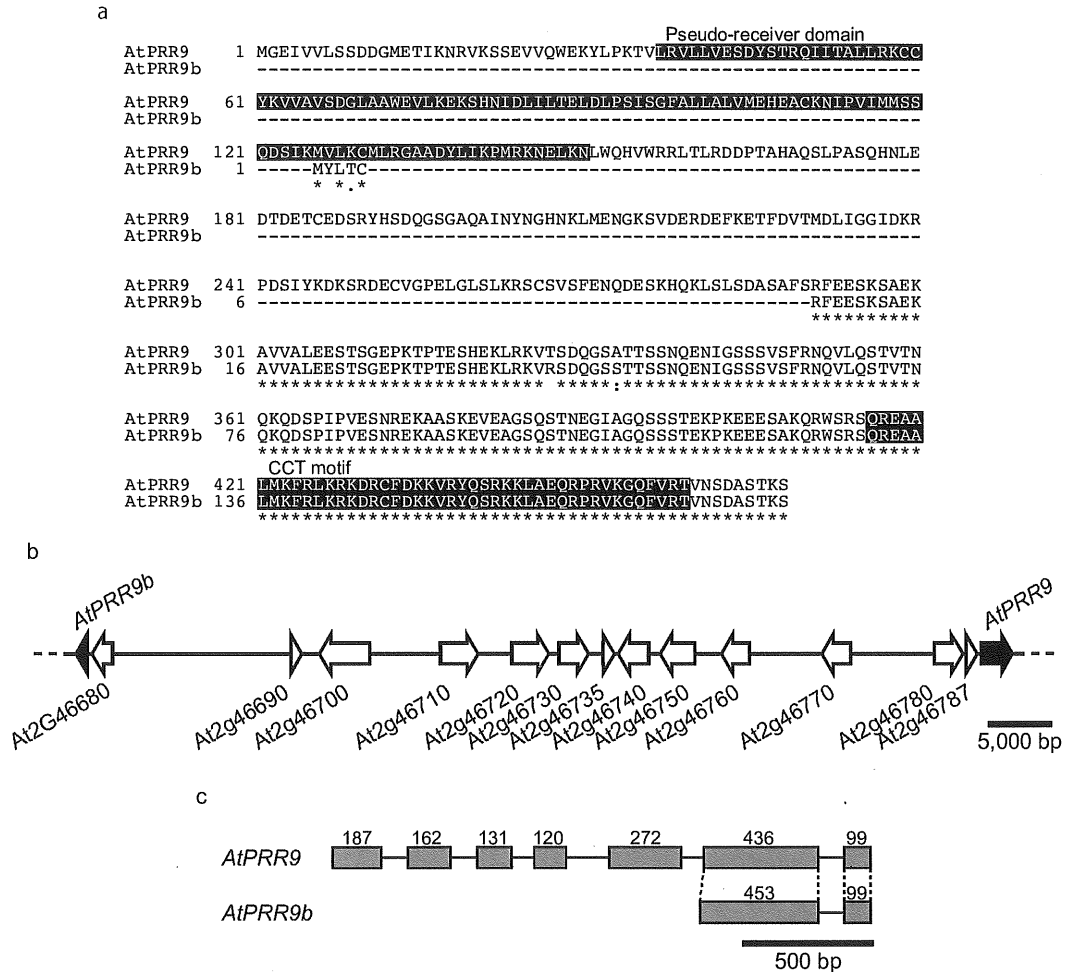 a
Pseudo-receiver domain
AtPRR9 1 MGEIVVLSSDDGMETIKNRVKSSEVVQWEKYLPKTVLRVLLVESDYSTRQIITALLRKCC
AtPRR9b ------------------------------------------------------------
AtPRR9 61 YKVVAVSDGLAAWEVLKEKSHNIDLILTELDLPSISGFALLALVMEHEACKNIPVIMMSS
AtPRR9b ------------------------------------------------------------
AtPRR9 121 QDSIKMVLKCMLRGAADYLIKPMRKNELKNLWQHVWRRLTLRDDPTAHAQSLPASQHNLE
AtPRR9b 1 -----MYLTC--------------------------------------------------
* *.*
AtPRR9 181 DTDETCEDSRYHSDQGSGAQAINYNGHNKLMENGKSVDERDEFKETFDVTMDLIGGIDKR
AtPRR9b ------------------------------------------------------------
AtPRR9 241 PDSIYKDKSRDECVGPELGLSLKRSCSVSFENQDESKHQKLSLSDASAFSRFEESKSAEK
AtPRR9b 6 --------------------------------------------------RFEESKSAEK
**********
AtPRR9 301 AVVALEESTSGEPKTPTESHEKLRKVTSDQGSATTSSNQENIGSSSVSFRNQVLQSTVTN
AtPRR9b 16 AVVALEESTSGEPKTPTESHEKLRKVRSDQGSSTTSSNQENIGSSSVSFRNQVLQSTVTN
************************** *****:***************************
AtPRR9 361 QKQDSPIPVESNREKAASKEVEAGSQSTNEGIAGQSSSTEKPKEEESAKQRWSRSQREAA
AtPRR9b 76 QKQDSPIPVESNREKAASKEVEAGSQSTNEGIAGQSSSTEKPKEEESAKQRWSRSQREAA
************************************************************
CCT motif
AtPRR9 421 LMKFRLKRKDRCFDKKVRYQSRKKLAEQRPRVKGQFVRTVNSDASTKS
AtPRR9b 136 LMKFRLKRKDRCFDKKVRYQSRKKLAEQRPRVKGQFVRTVNSDASTKS
************************************************
b
AtPRR9b
AtPRR9
At2G46680
At2g46690
At2g46700
At2g46710
At2g46720
At2g46730
At2g46735
At2g46740
At2g46750
At2g46760
At2g46770
At2g46780
At2g46787
5,000 bp
c
187 162 131 120 272 436 99
AtPRR9
453 99
AtPRR9b
500 bp